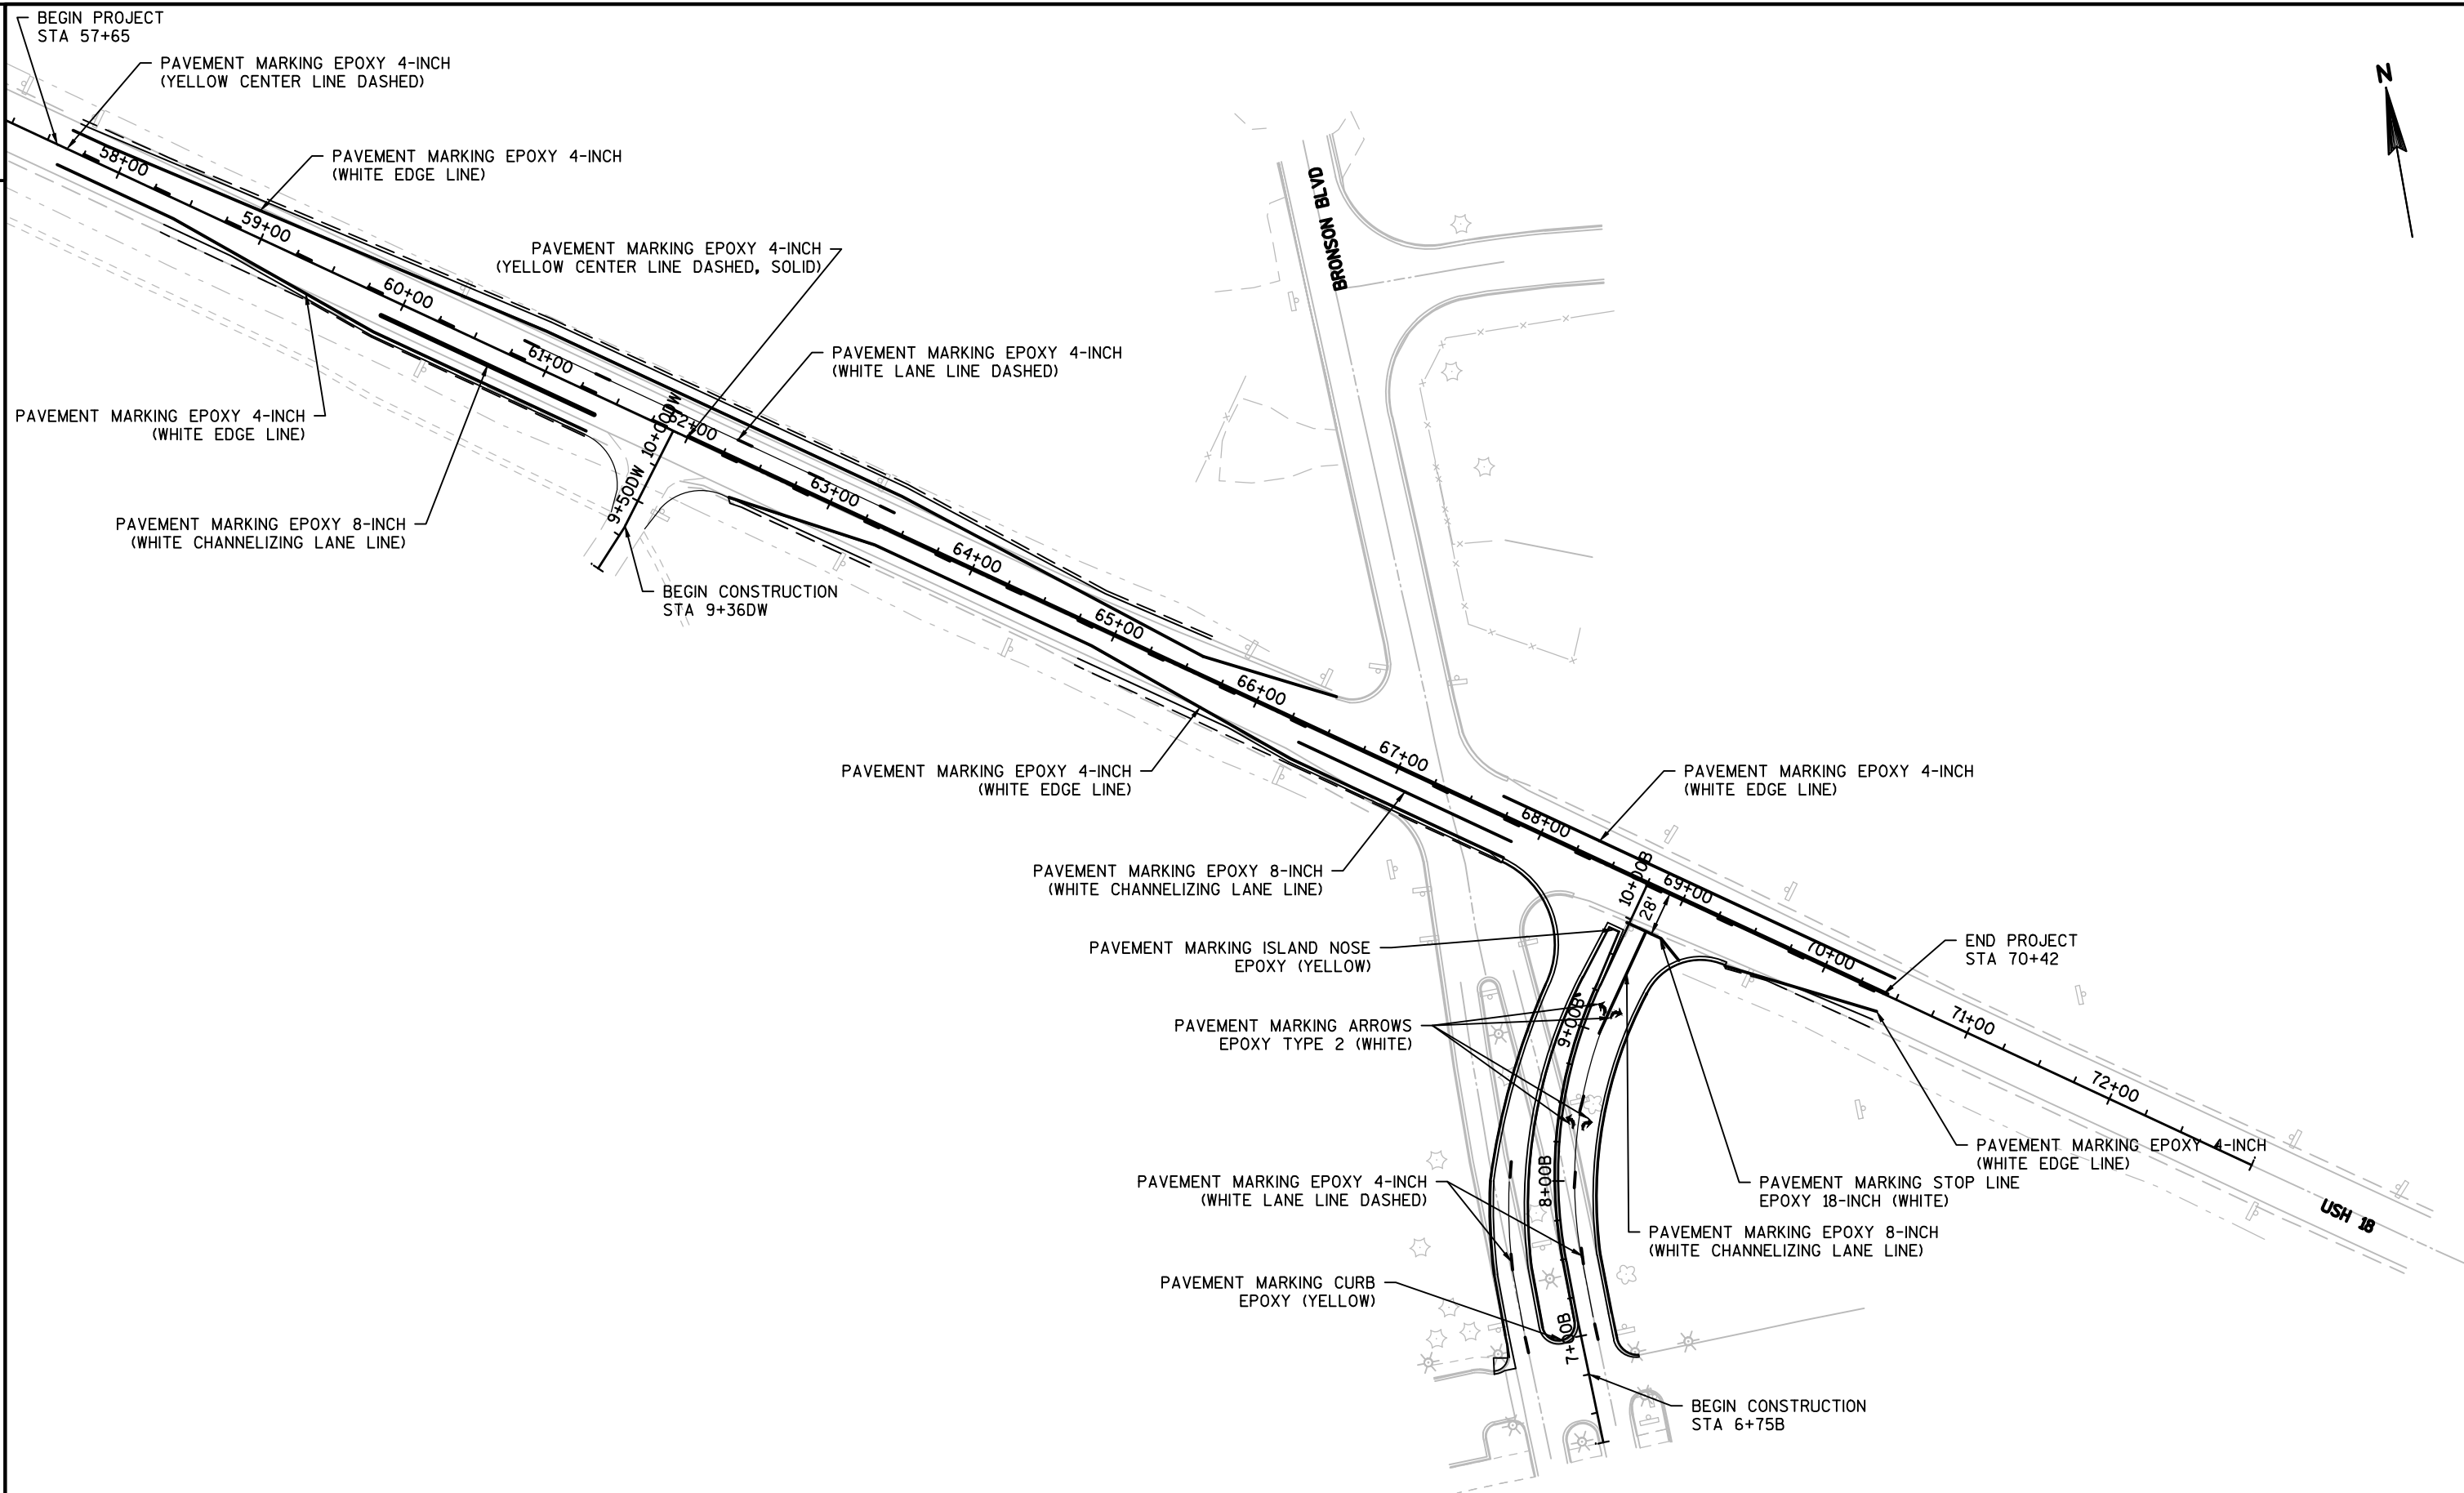 BEGIN PROJECT
STA 57+65
PAVEMENT MARKING EPOXY 4-INCH
(YELLOW CENTER LINE DASHED)
N
PAVEMENT MARKING EPOXY 4-INCH
(WHITE EDGE LINE)
PAVEMENT MARKING EPOXY 4-INCH
(YELLOW CENTER LINE DASHED, SOLID)
BRONSON BLVD
PAVEMENT MARKING EPOXY 4-INCH
(WHITE LANE LINE DASHED)
58+00
59+00
60+00
61+00
62+00
63+00
64+00
65+00
66+00
67+00
68+00
69+00
70+00
71+00
72+00
PAVEMENT MARKING EPOXY 4-INCH
(WHITE EDGE LINE)
10+00DW
9+50DW
PAVEMENT MARKING EPOXY 8-INCH
(WHITE CHANNELIZING LANE LINE)
BEGIN CONSTRUCTION
STA 9+36DW
PAVEMENT MARKING EPOXY 4-INCH
(WHITE EDGE LINE)
PAVEMENT MARKING EPOXY 4-INCH
(WHITE EDGE LINE)
PAVEMENT MARKING EPOXY 8-INCH
(WHITE CHANNELIZING LANE LINE)
10+00B
28'
PAVEMENT MARKING ISLAND NOSE
EPOXY (YELLOW)
END PROJECT
STA 70+42
9+00B
PAVEMENT MARKING ARROWS
EPOXY TYPE 2 (WHITE)
PAVEMENT MARKING EPOXY 4-INCH
(WHITE EDGE LINE)
8+00B
PAVEMENT MARKING EPOXY 4-INCH
(WHITE LANE LINE DASHED)
PAVEMENT MARKING STOP LINE
EPOXY 18-INCH (WHITE)
USH 18
PAVEMENT MARKING EPOXY 8-INCH
(WHITE CHANNELIZING LANE LINE)
PAVEMENT MARKING CURB
EPOXY (YELLOW)
7+00B
BEGIN CONSTRUCTION
STA 6+75B